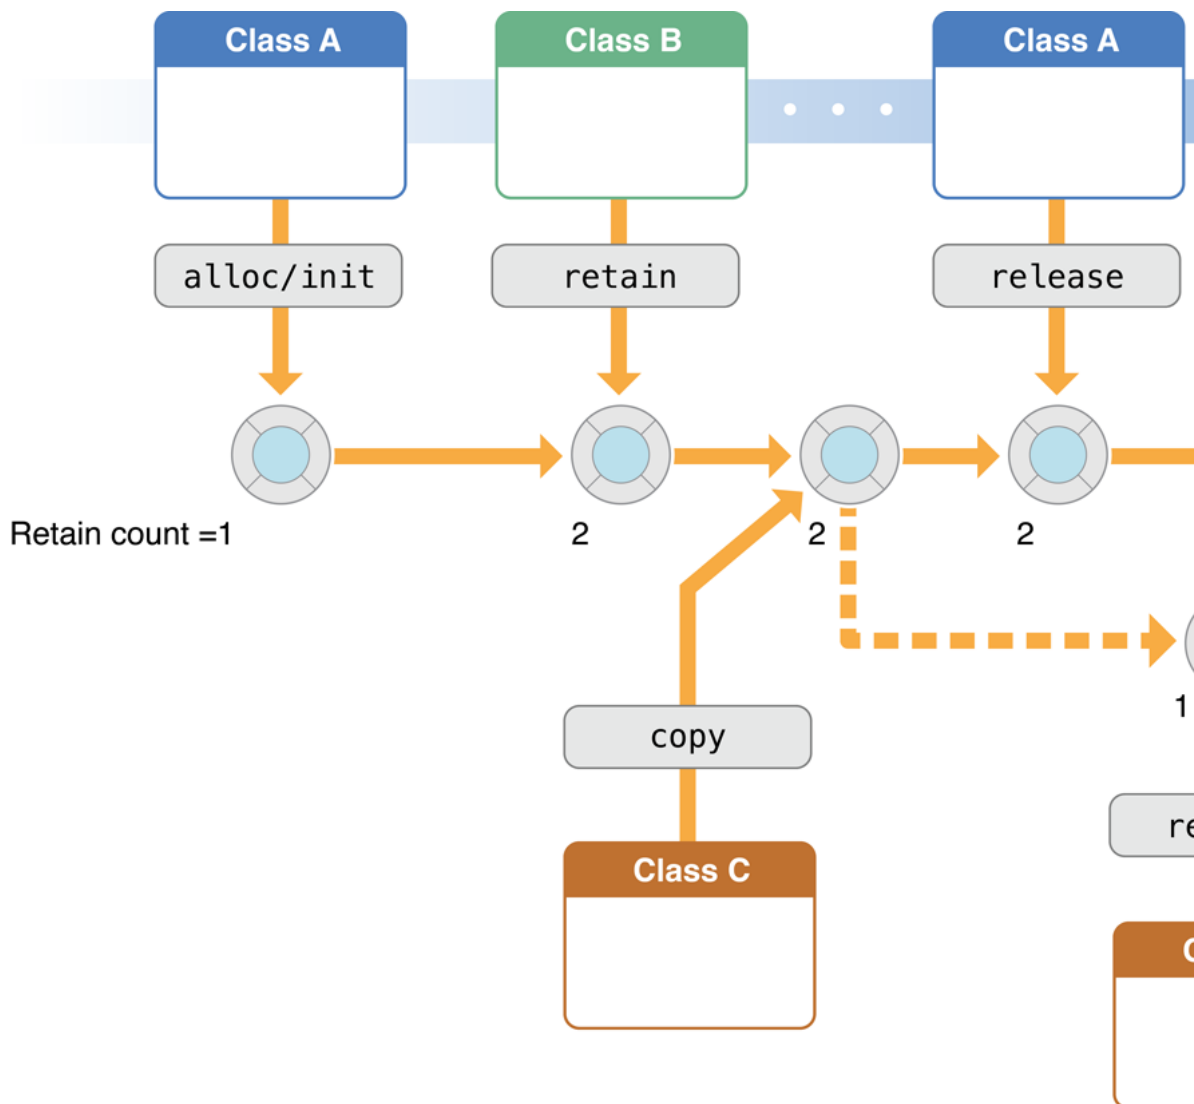 Class A
Class B
Class A
alloc/init
retain
release
Retain count =1
2
2
2
1
copy
Class C